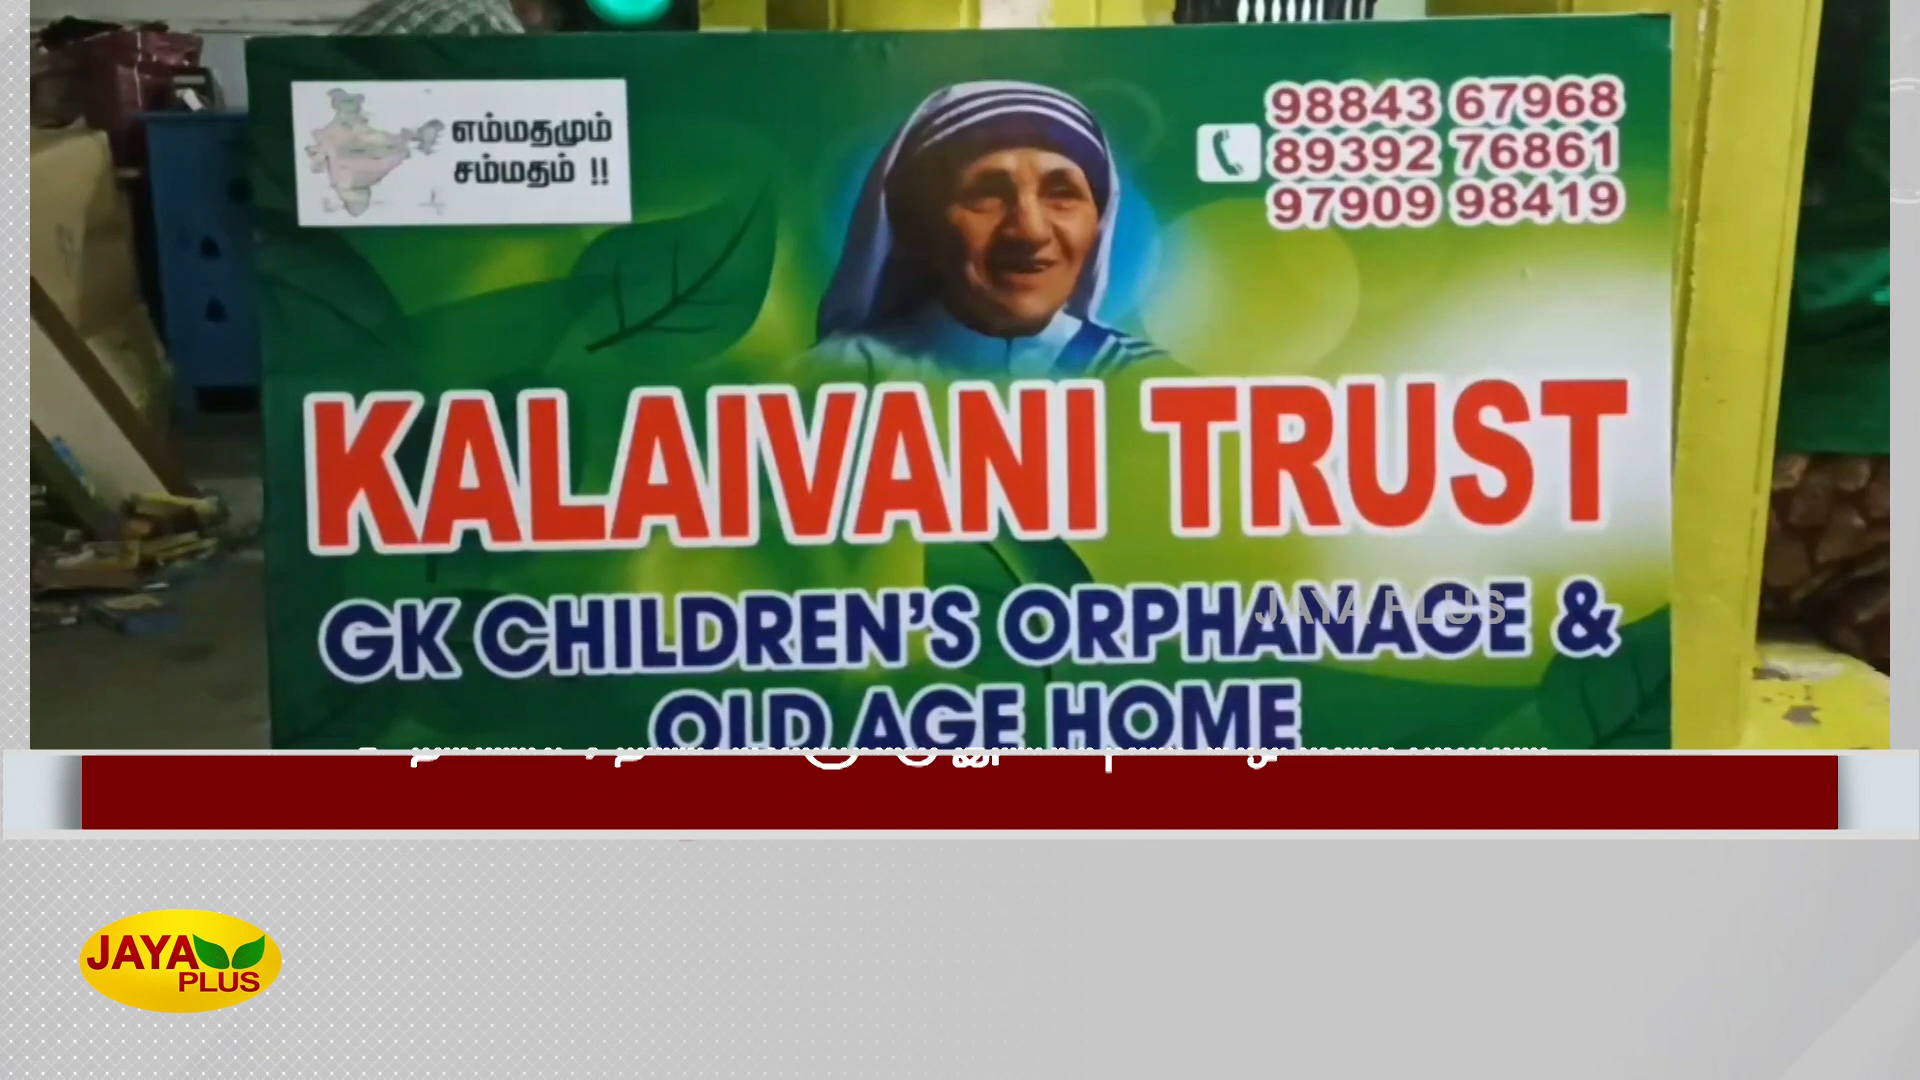 எம்மதமும்
சம்மதம் !!
98843 67968
89392 76861
97909 98419
KALAIVANI TRUST
GK CHILDREN'S ORPHANAGE &
OLD AGE HOME
JAYA PLUS
JAYA
PLUS